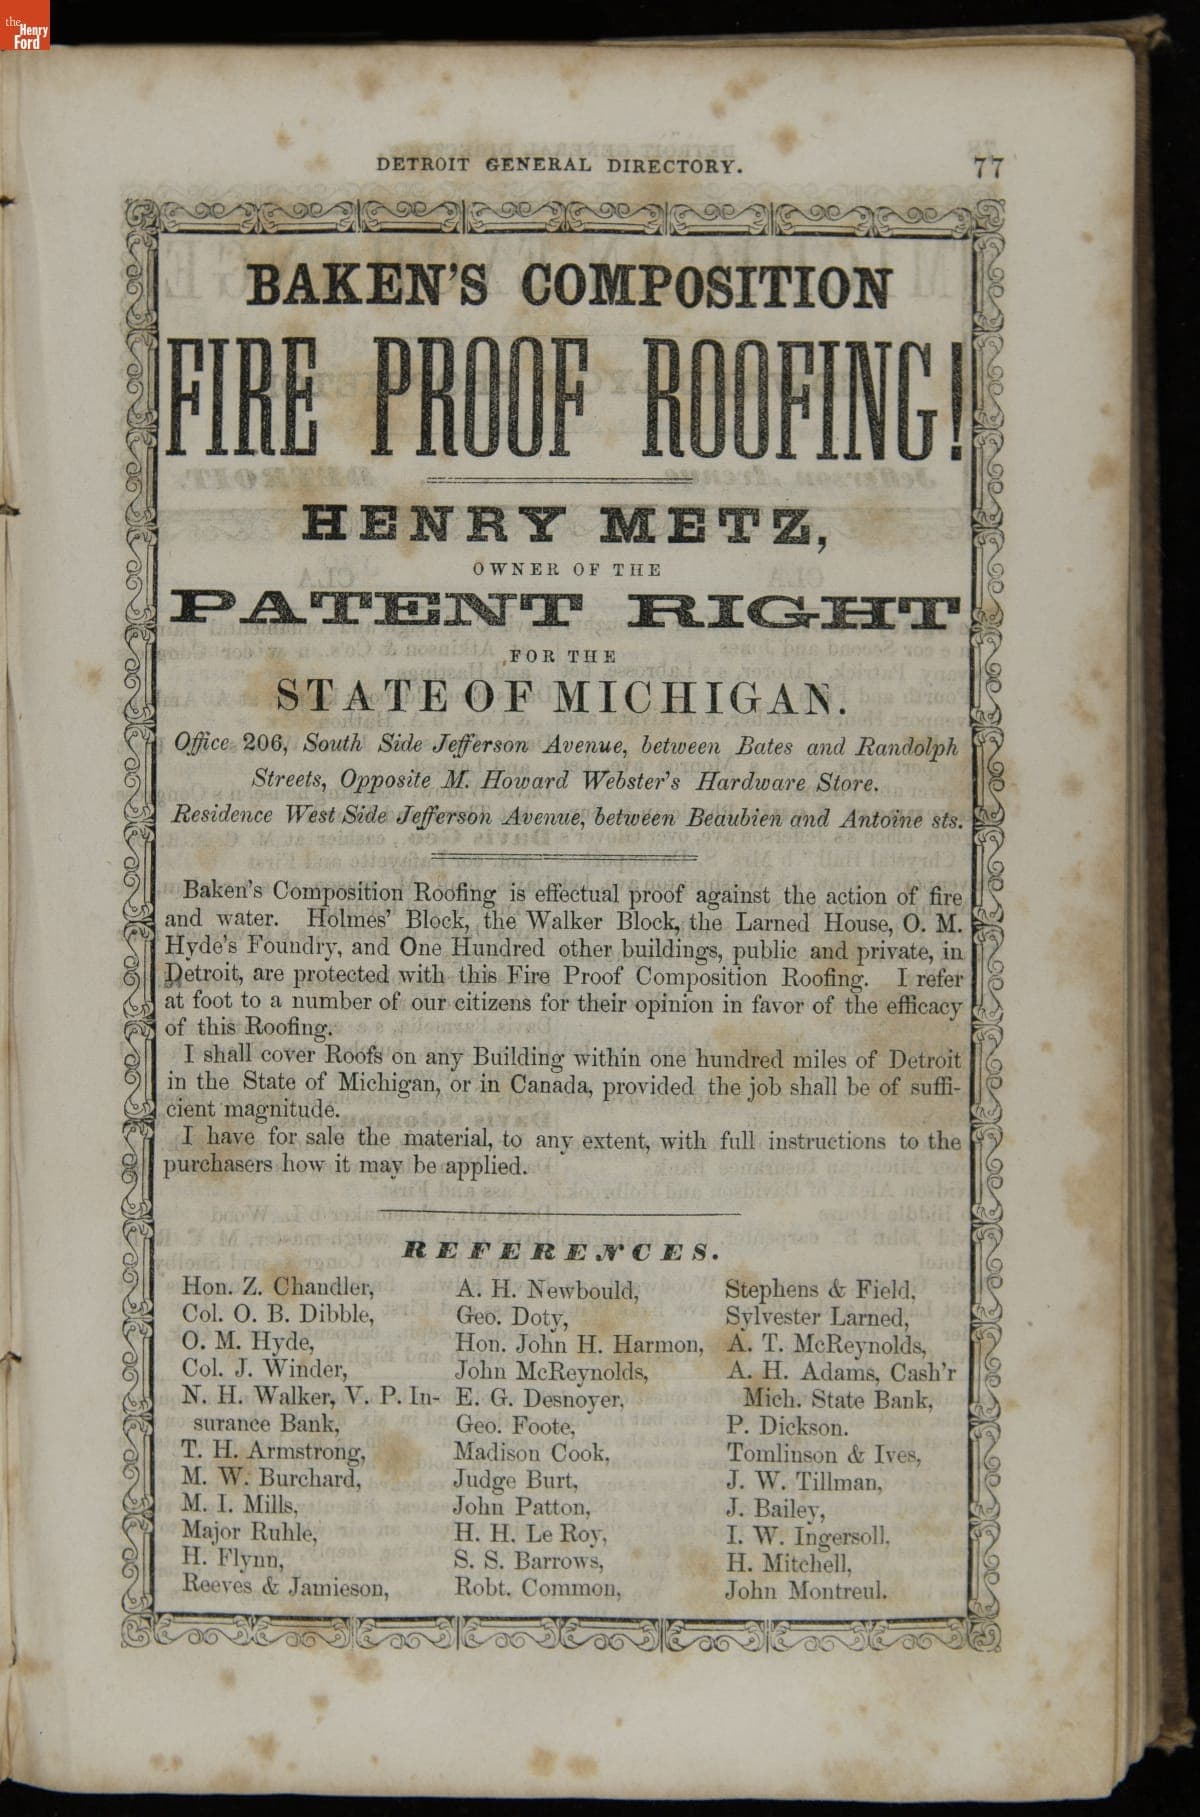 the
Henry
Ford
DETROIT GENERAL DIRECTORY. 77
BAKEN'S COMPOSITION
FIRE PROOF ROOFING!
HENRY METZ,
OWNER OF THE
PATENT RIGHT
FOR THE
STATE OF MICHIGAN.
Office 206, South Side Jefferson Avenue, between Bates and Randolph
Streets, Opposite M. Howard Webster's Hardware Store.
Residence West Side Jefferson Avenue, between Beaubien and Antoine sts.
Baken's Composition Roofing is effectual proof against the action of fire
and water. Holmes' Block, the Walker Block, the Larned House, O. M.
Hyde's Foundry, and One Hundred other buildings, public and private, in
Detroit, are protected with this Fire Proof Composition Roofing. I refer
at foot to a number of our citizens for their opinion in favor of the efficacy
of this Roofing.
I shall cover Roofs on any Building within one hundred miles of Detroit
in the State of Michigan, or in Canada, provided the job shall be of suffi-
cient magnitude.
I have for sale the material, to any extent, with full instructions to the
purchasers how it may be applied.
REFERENCES.
Hon. Z. Chandler,
Col. O. B. Dibble,
O. M. Hyde,
Col. J. Winder,
N. H. Walker, V. P. In-
surance Bank,
T. H. Armstrong,
M. W. Burchard,
M. I. Mills,
Major Ruhle,
H. Flynn,
Reeves & Jamieson,
A. H. Newbould,
Geo. Doty,
Hon. John H. Harmon,
John McReynolds,
E. G. Desnoyer,
Geo. Foote,
Madison Cook,
Judge Burt,
John Patton,
H. H. Le Roy,
S. S. Barrows,
Robt. Common,
Stephens & Field,
Sylvester Larned,
A. T. McReynolds,
A. H. Adams, Cash'r
Mich. State Bank,
P. Dickson.
Tomlinson & Ives,
J. W. Tillman,
J. Bailey,
I. W. Ingersoll,
H. Mitchell,
John Montreul.